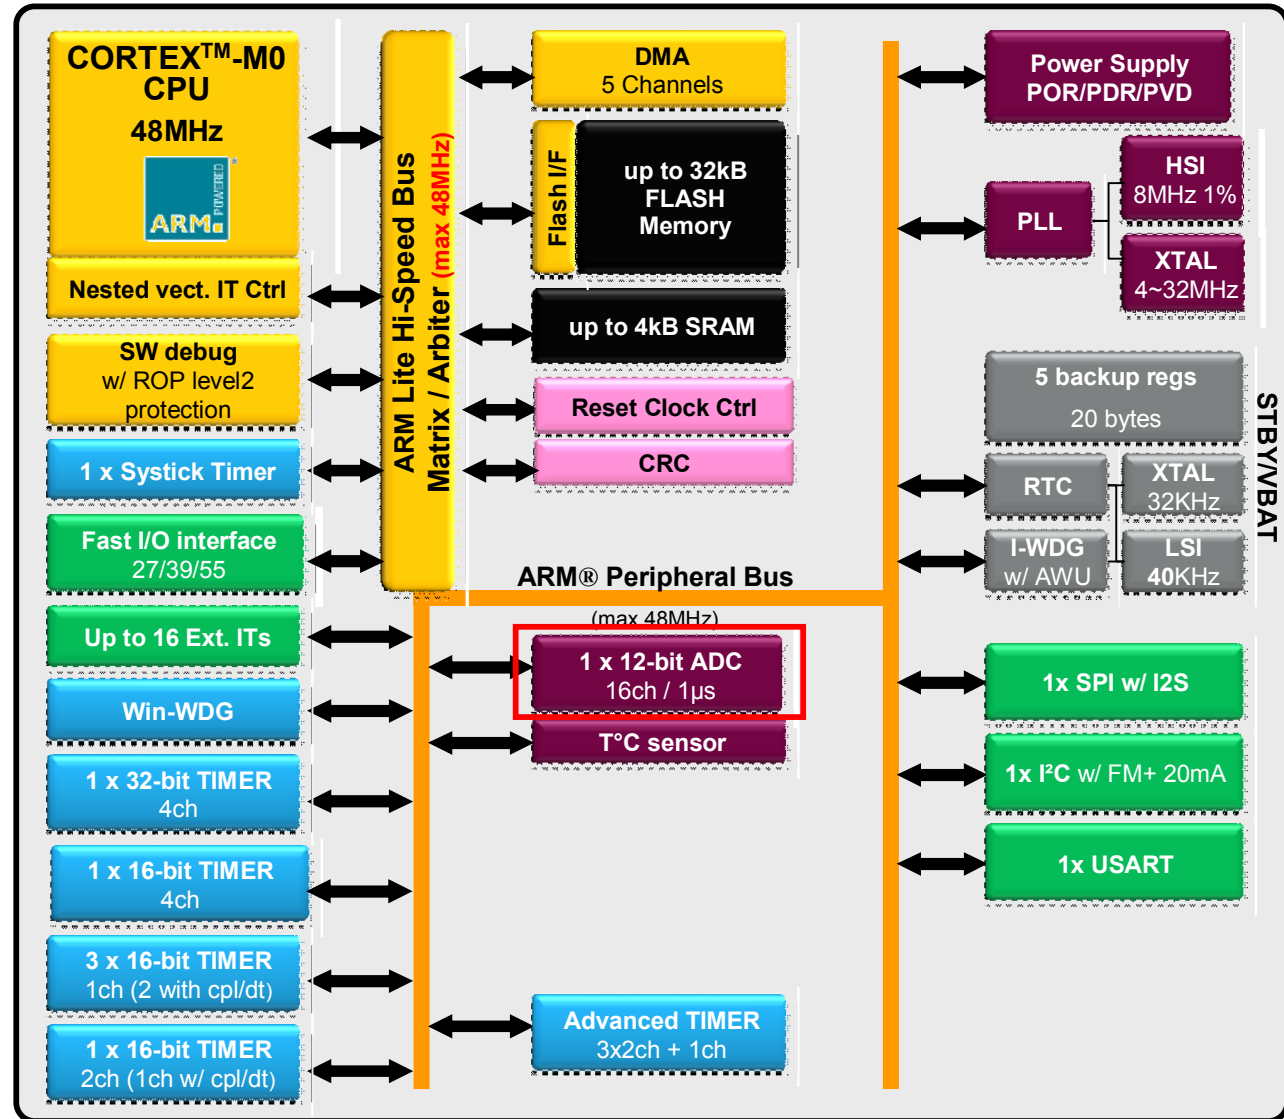 CORTEX™-M0
CPU
48MHz
ARM POWERED
Nested vect. IT Ctrl
SW debug
w/ ROP level2
protection
1 x Systick Timer
Fast I/O interface
27/39/55
Up to 16 Ext. ITs
Win-WDG
1 x 32-bit TIMER
4ch
1 x 16-bit TIMER
4ch
3 x 16-bit TIMER
1ch (2 with cpl/dt)
1 x 16-bit TIMER
2ch (1ch w/ cpl/dt)
ARM Lite Hi-Speed Bus
Matrix / Arbiter (max 48MHz)
DMA
5 Channels
Flash I/F
up to 32kB
FLASH
Memory
up to 4kB SRAM
Reset Clock Ctrl
CRC
ARM® Peripheral Bus
(max 48MHz)
1 x 12-bit ADC
16ch / 1µs
T°C sensor
Advanced TIMER
3x2ch + 1ch
Power Supply
POR/PDR/PVD
PLL
HSI
8MHz 1%
XTAL
4~32MHz
5 backup regs
20 bytes
RTC
XTAL
32KHz
I-WDG
w/ AWU
LSI
40KHz
STBY/VBAT
1x SPI w/ I2S
1x I²C w/ FM+ 20mA
1x USART